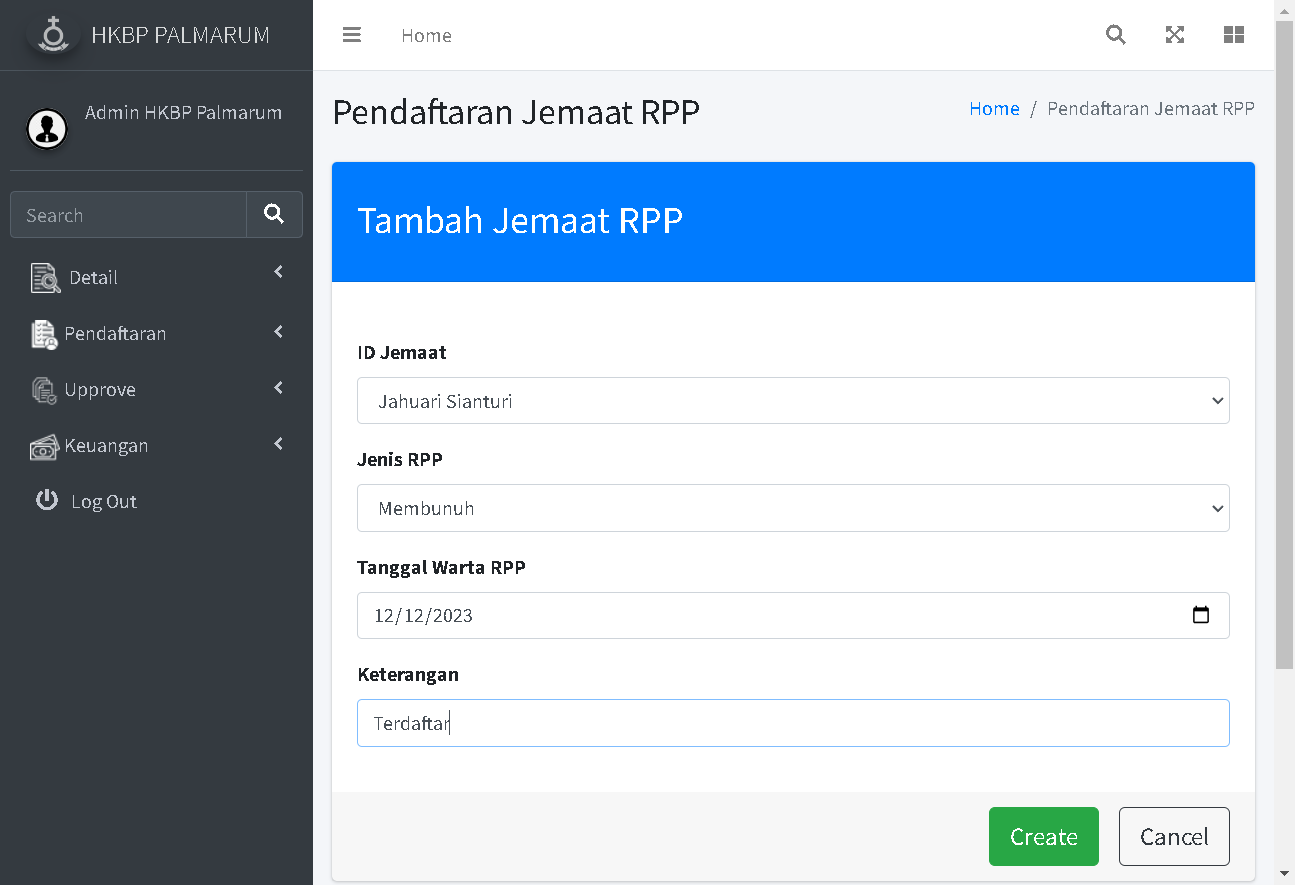 HKBP PALMARUM
Home
Admin HKBP Palmarum
Search
Detail
Pendaftaran
Upprove
Keuangan
Log Out
Pendaftaran Jemaat RPP
Home / Pendaftaran Jemaat RPP
Tambah Jemaat RPP
ID Jemaat
Jahuari Sianturi
Jenis RPP
Membunuh
Tanggal Warta RPP
12/12/2023
Keterangan
Terdaftar
Create
Cancel